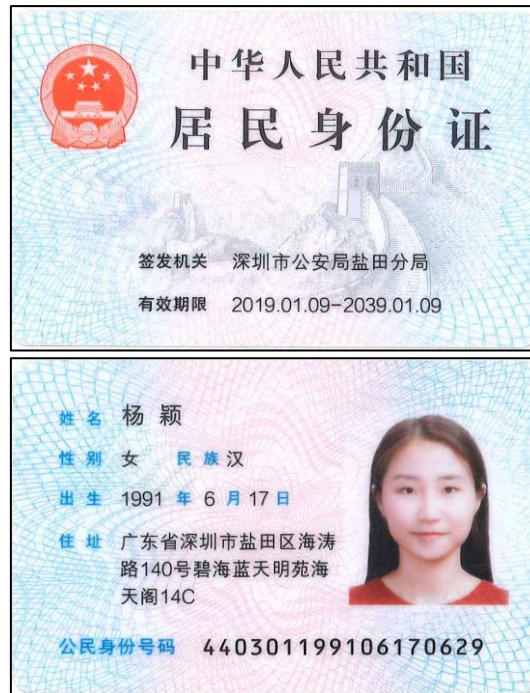 中华人民共和国
居民身份证
签发机关 深圳市公安局盐田分局
有效期限 2019.01.09-2039.01.09
姓名 杨颖
性别 女 民族 汉
出生 1991 年 6 月 17 日
住址 广东省深圳市盐田区海涛
路140号碧海蓝天明苑海
天阁14C
公民身份号码 440301199106170629